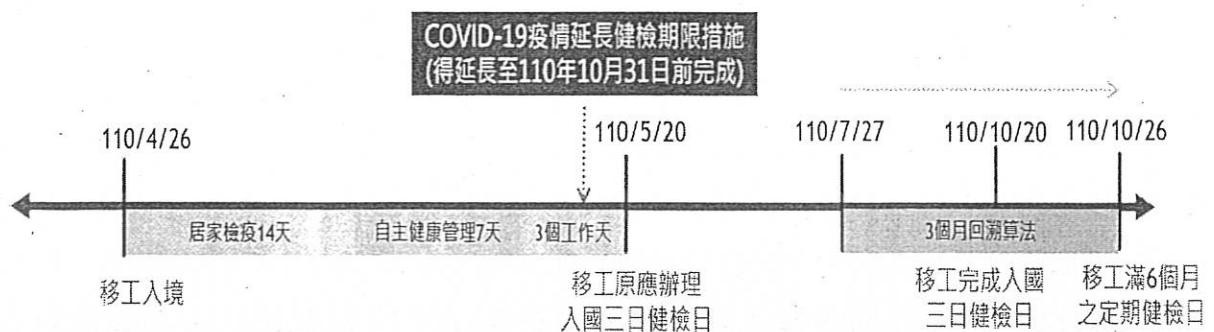 COVID-19疫情延長健檢期限措施
(得延長至110年10月31日前完成)
110/4/26
110/5/20
110/7/27
110/10/20
110/10/26
居家檢疫14天
自主健康管理7天
3個工作天
3個月回溯算法
移工入境
移工原應辦理
入國三日健檢日
移工完成入國
三日健檢日
移工滿6個月
之定期健檢日